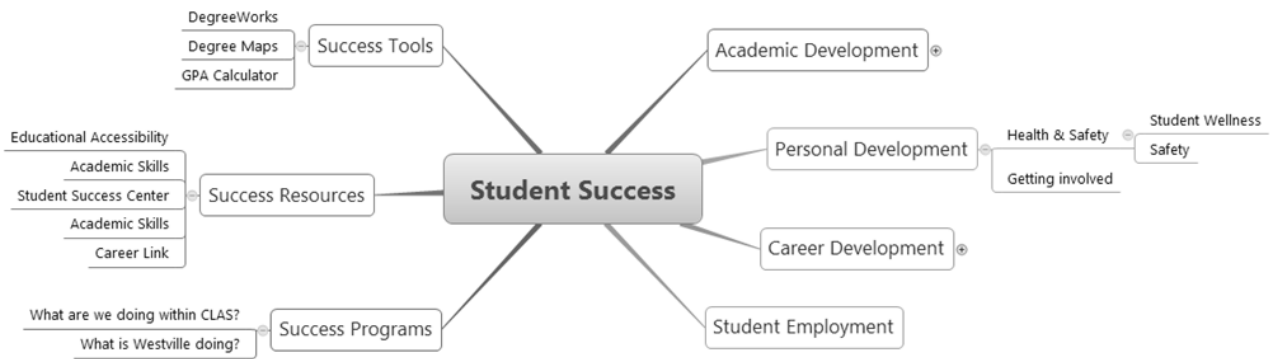 DegreeWorks
Degree Maps
GPA Calculator
Success Tools
Educational Accessibility
Academic Skills
Student Success Center
Academic Skills
Career Link
Success Resources
What are we doing within CLAS?
What is Westville doing?
Success Programs
Student Success
Academic Development
Personal Development
Health & Safety
Student Wellness
Safety
Getting involved
Career Development
Student Employment